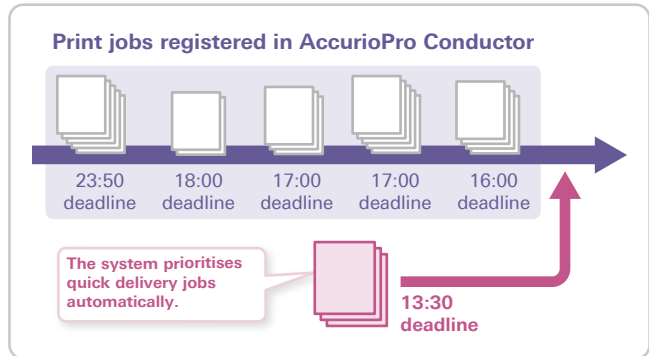 Print jobs registered in AccurioPro Conductor
23:50
deadline
18:00
deadline
17:00
deadline
17:00
deadline
16:00
deadline
The system prioritises
quick delivery jobs
automatically.
13:30
deadline